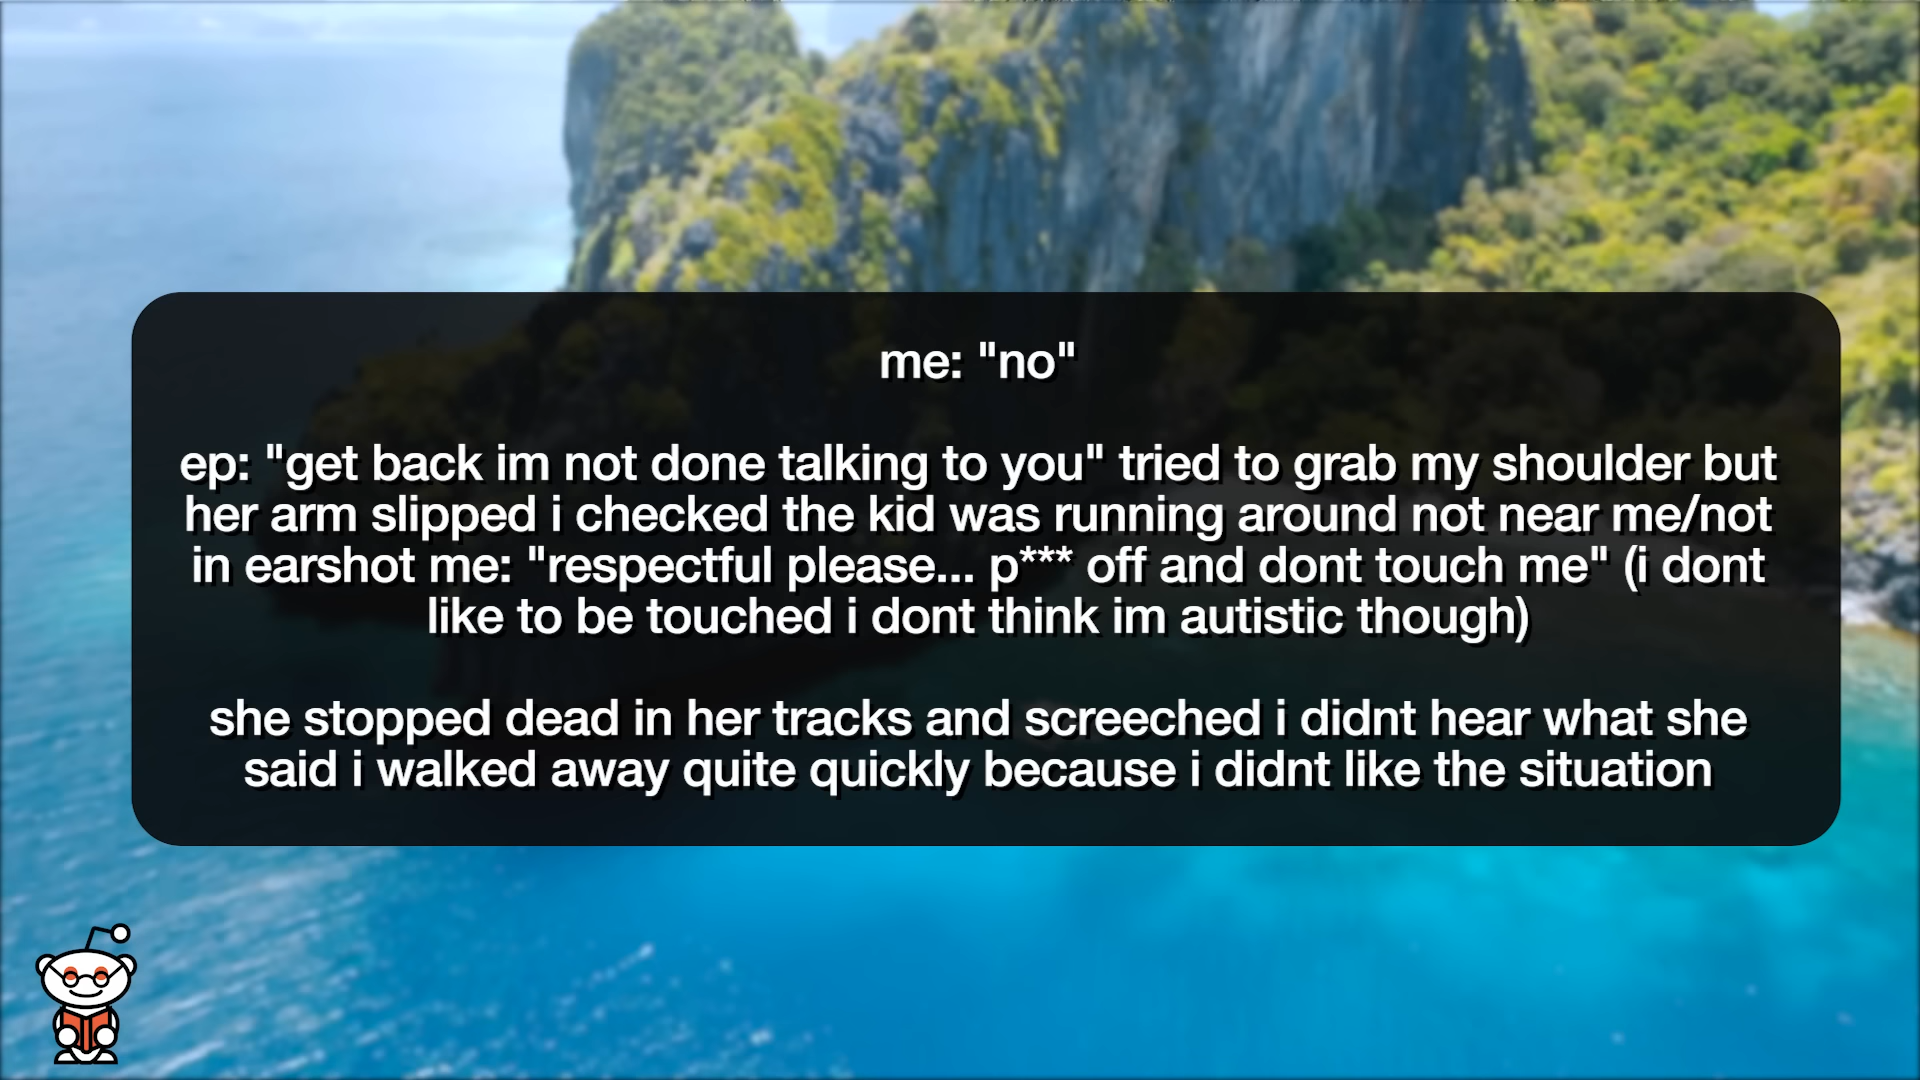 me: "no"
ep: "get back im not done talking to you" tried to grab my shoulder but
her arm slipped i checked the kid was running around not near me/not
in earshot me: "respectful please... p*** off and dont touch me" (i dont
like to be touched i dont think im autistic though)
she stopped dead in her tracks and screeched i didnt hear what she
said i walked away quite quickly because i didnt like the situation